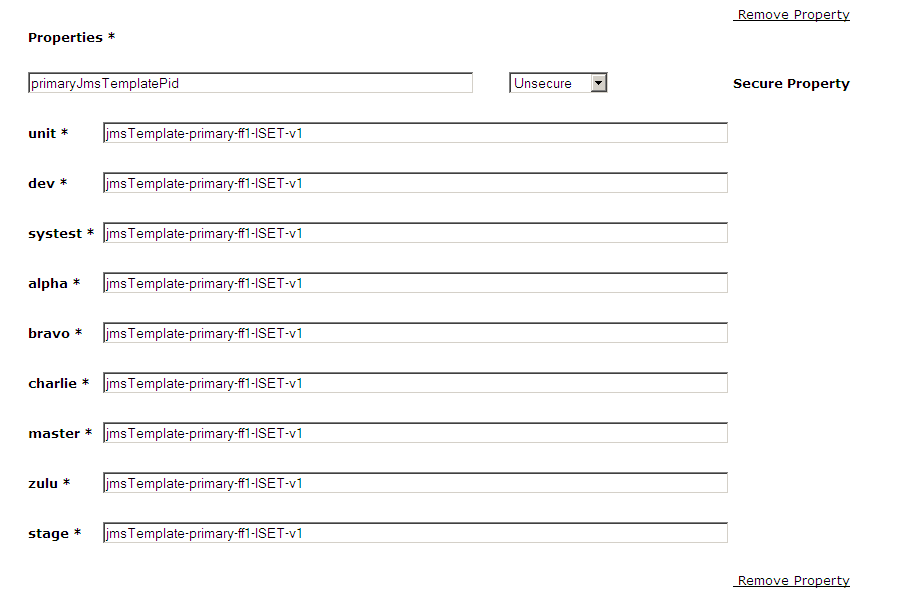 Remove Property
Properties *
primaryJmsTemplatePid Unsecure Secure Property
unit * jmsTemplate-primary-ff1-ISET-v1
dev * jmsTemplate-primary-ff1-ISET-v1
systest * jmsTemplate-primary-ff1-ISET-v1
alpha * jmsTemplate-primary-ff1-ISET-v1
bravo * jmsTemplate-primary-ff1-ISET-v1
charlie * jmsTemplate-primary-ff1-ISET-v1
master * jmsTemplate-primary-ff1-ISET-v1
zulu * jmsTemplate-primary-ff1-ISET-v1
stage * jmsTemplate-primary-ff1-ISET-v1
Remove Property